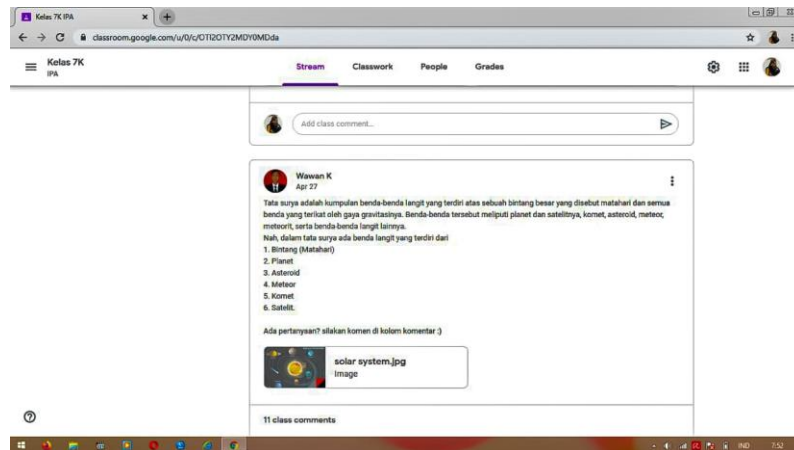 Kelas 7K IPA
classroom.google.com/u/0/c/OTI2OTY2MDY0MDda
Kelas 7K
IPA
Stream Classwork People Grades
Add class comment...
Wawan K
Apr 27
Tata surya adalah kumpulan benda-benda langit yang terdiri atas sebuah bintang besar yang disebut matahari dan semua
benda yang terikat oleh gaya gravitasinya. Benda-benda tersebut meliputi planet dan satelitnya, komet, asteroid, meteor,
meteorit, serta benda-benda langit lainnya.
Nah, dalam tata surya ada benda langit yang terdiri dari
1. Bintang (Matahari)
2. Planet
3. Asteroid
4. Meteor
5. Komet
6. Satelit.
Ada pertanyaan? silakan komen di kolom komentar :)
solar system.jpg
Image
11 class comments
IND 7:52